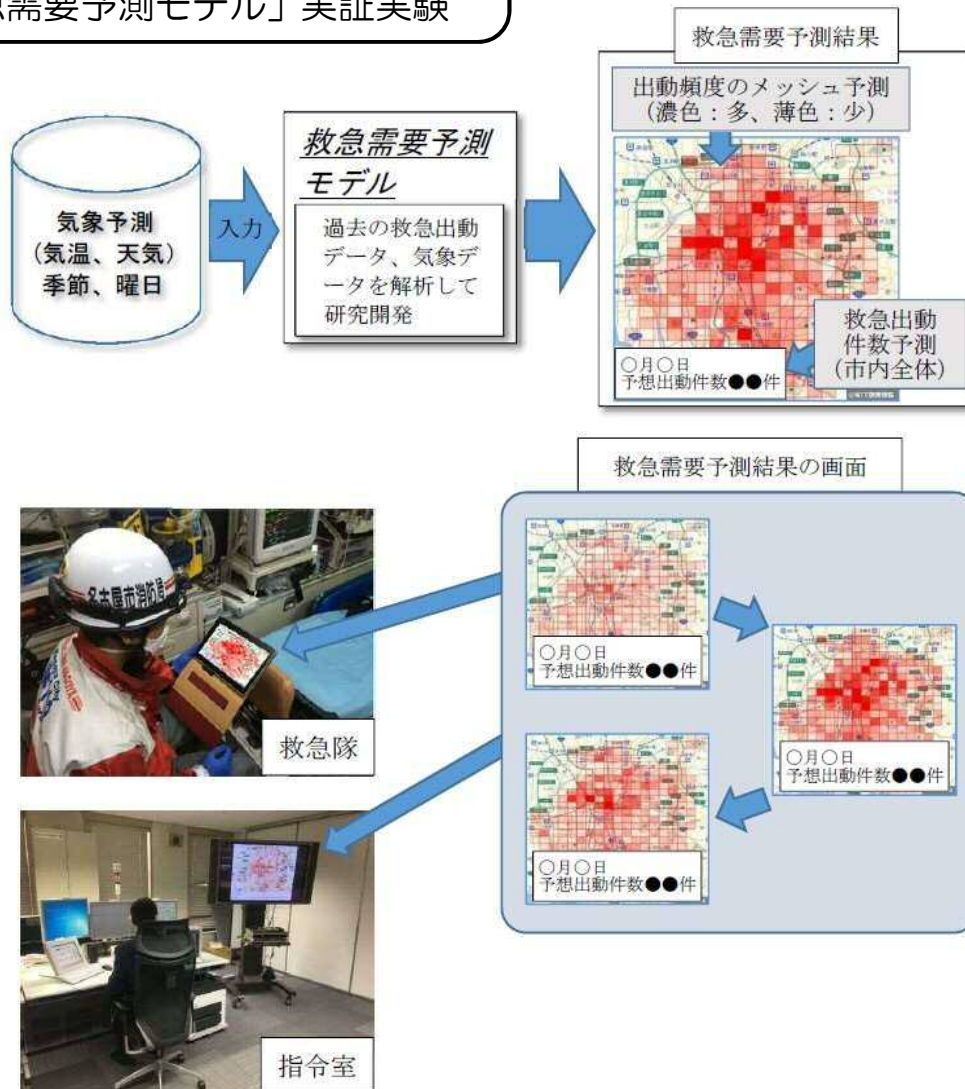 急需要予測モデル」実証実験
救急需要予測結果
出動頻度のメッシュ予測
(濃色：多、薄色：少)
気象予測
(気温、天気)
季節、曜日
入力
救急需要予測
モデル
過去の救急出動
データ、気象デ
ータを解析して
研究開発
救急出動
件数予測
(市内全体)
○月○日
予想出動件数●●件
救急需要予測結果の画面
○月○日
予想出動件数●●件
○月○日
予想出動件数●●件
○月○日
予想出動件数●●件
名古屋市消防局
救急隊
指令室